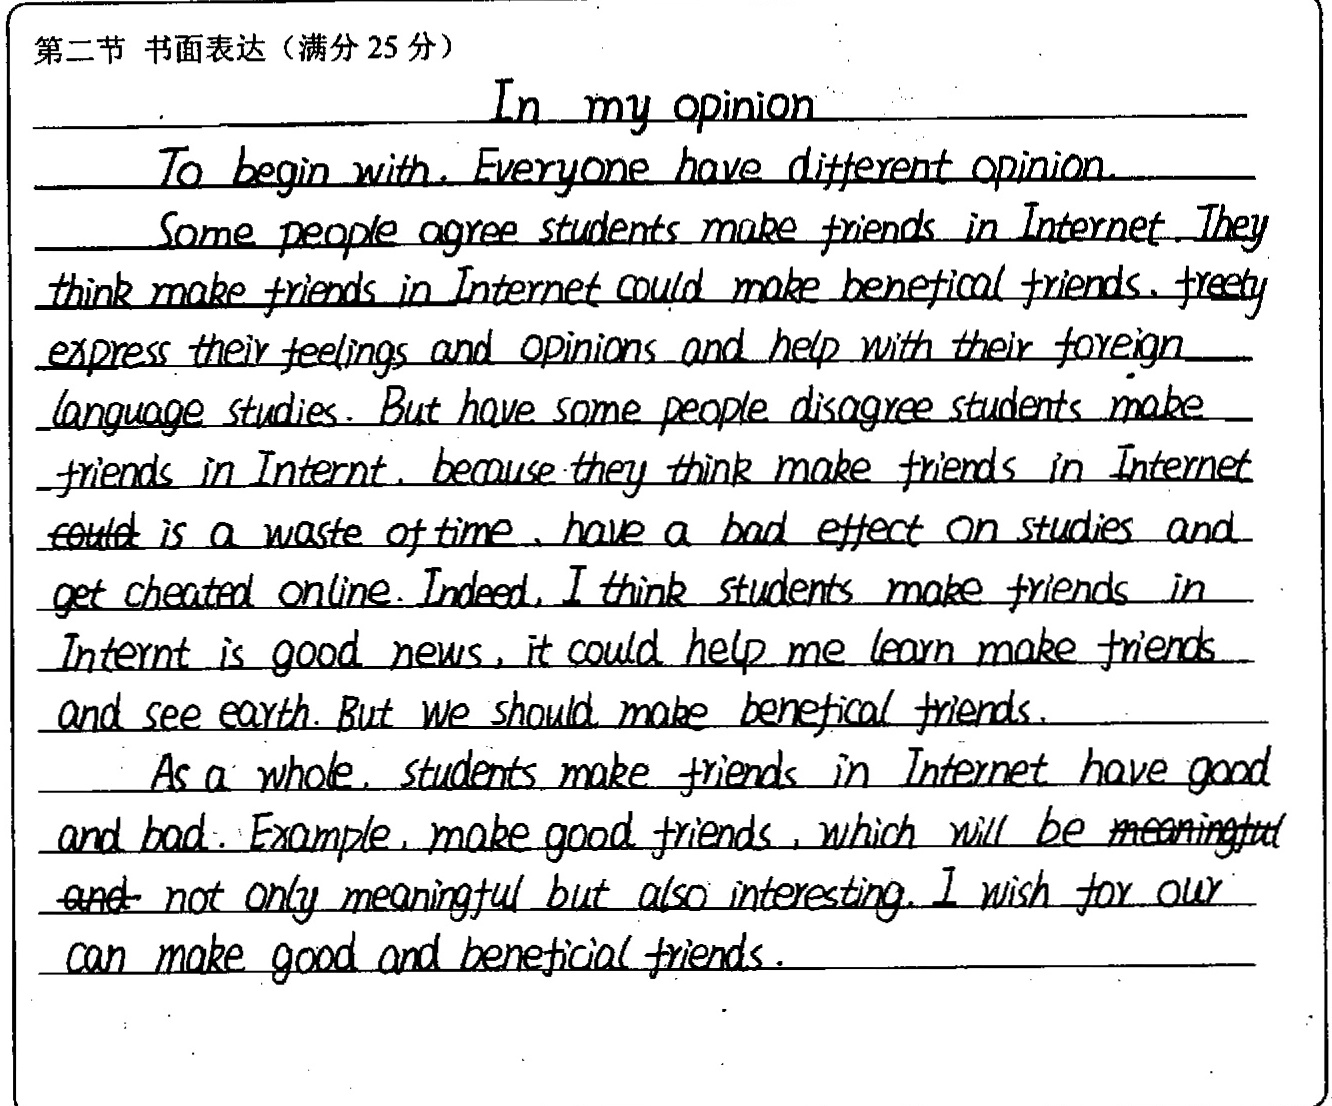 第二节 书面表达（满分 25 分）
In my opinion
To begin with. Everyone have different opinion.
Some people agree students make friends in Internet. They
think make friends in Internet could make benefical friends. freety
express their feelings and opinions and help with their foreign
language studies. But have some people disagree students make
friends in Internt. because they think make friends in Internet
could is a waste of time, have a bad effect on studies and
get cheated online. Indeed, I think students make friends in
Internt is good news, it could help me learn make friends
and see earth. But we should make benefical friends.
As a whole, students make friends in Internet have good
and bad. Example, make good friends, which will be meaningful
and not only meaningful but also interesting. I wish for our
can make good and beneficial friends.